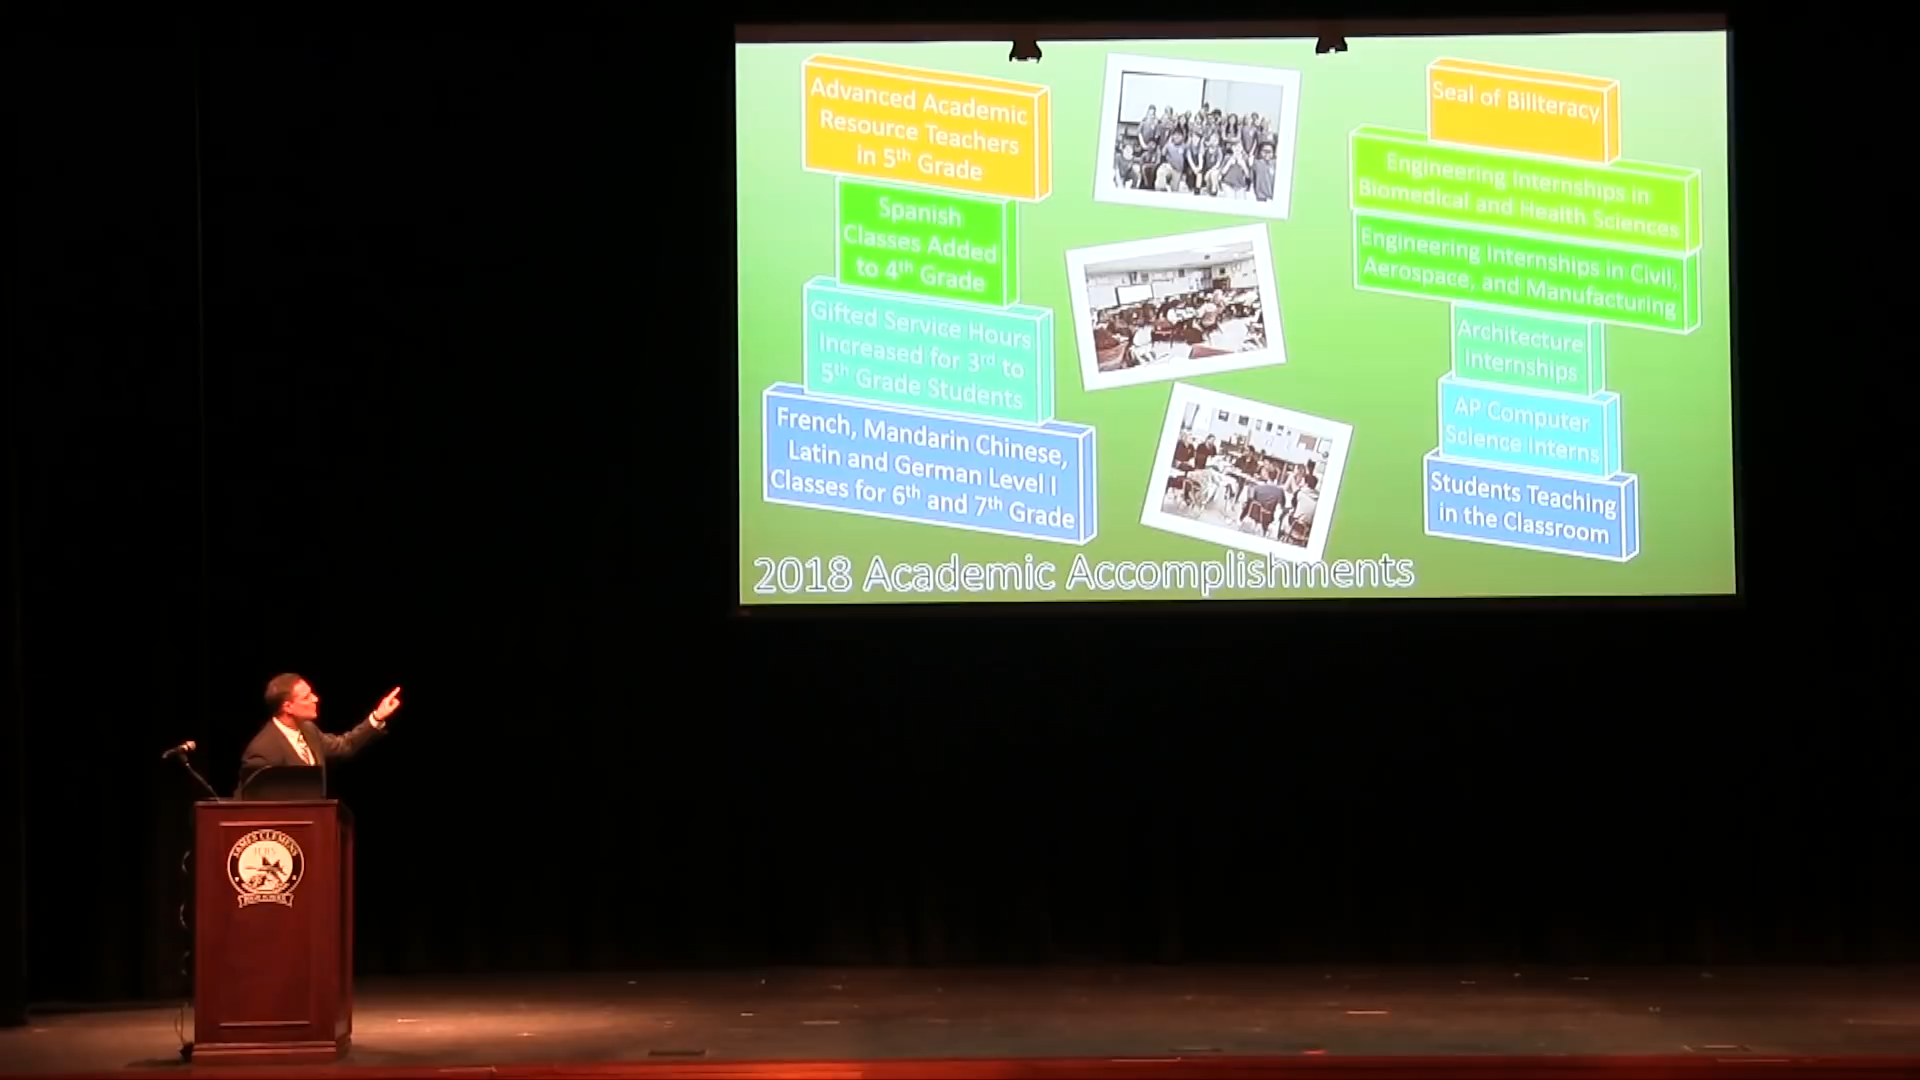 Advanced Academic
Resource Teachers
in 5th Grade
Spanish
Classes Added
to 4th Grade
Gifted Service Hours
Increased for 3rd to
5th Grade Students
French, Mandarin Chinese,
Latin and German Level I
Classes for 6th and 7th Grade
Seal of Biliteracy
Engineering Internships in
Biomedical and Health Sciences
Engineering Internships in Civil,
Aerospace, and Manufacturing
Architecture
Internships
AP Computer
Science Interns
Students Teaching
in the Classroom
2018 Academic Accomplishments
JAMES CLEMENS
JCHS